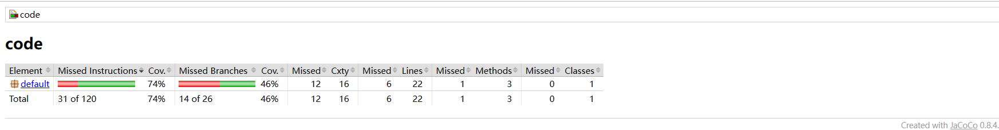 code
code
Element Missed Instructions Cov. Missed Branches Cov. Missed Cxty Missed Lines Missed Methods Missed Classes
default 74% 46% 12 16 6 22 1 3 0 1
Total 31 of 120 74% 14 of 26 46% 12 16 6 22 1 3 0 1
Created with JaCoCo 0.8.4.